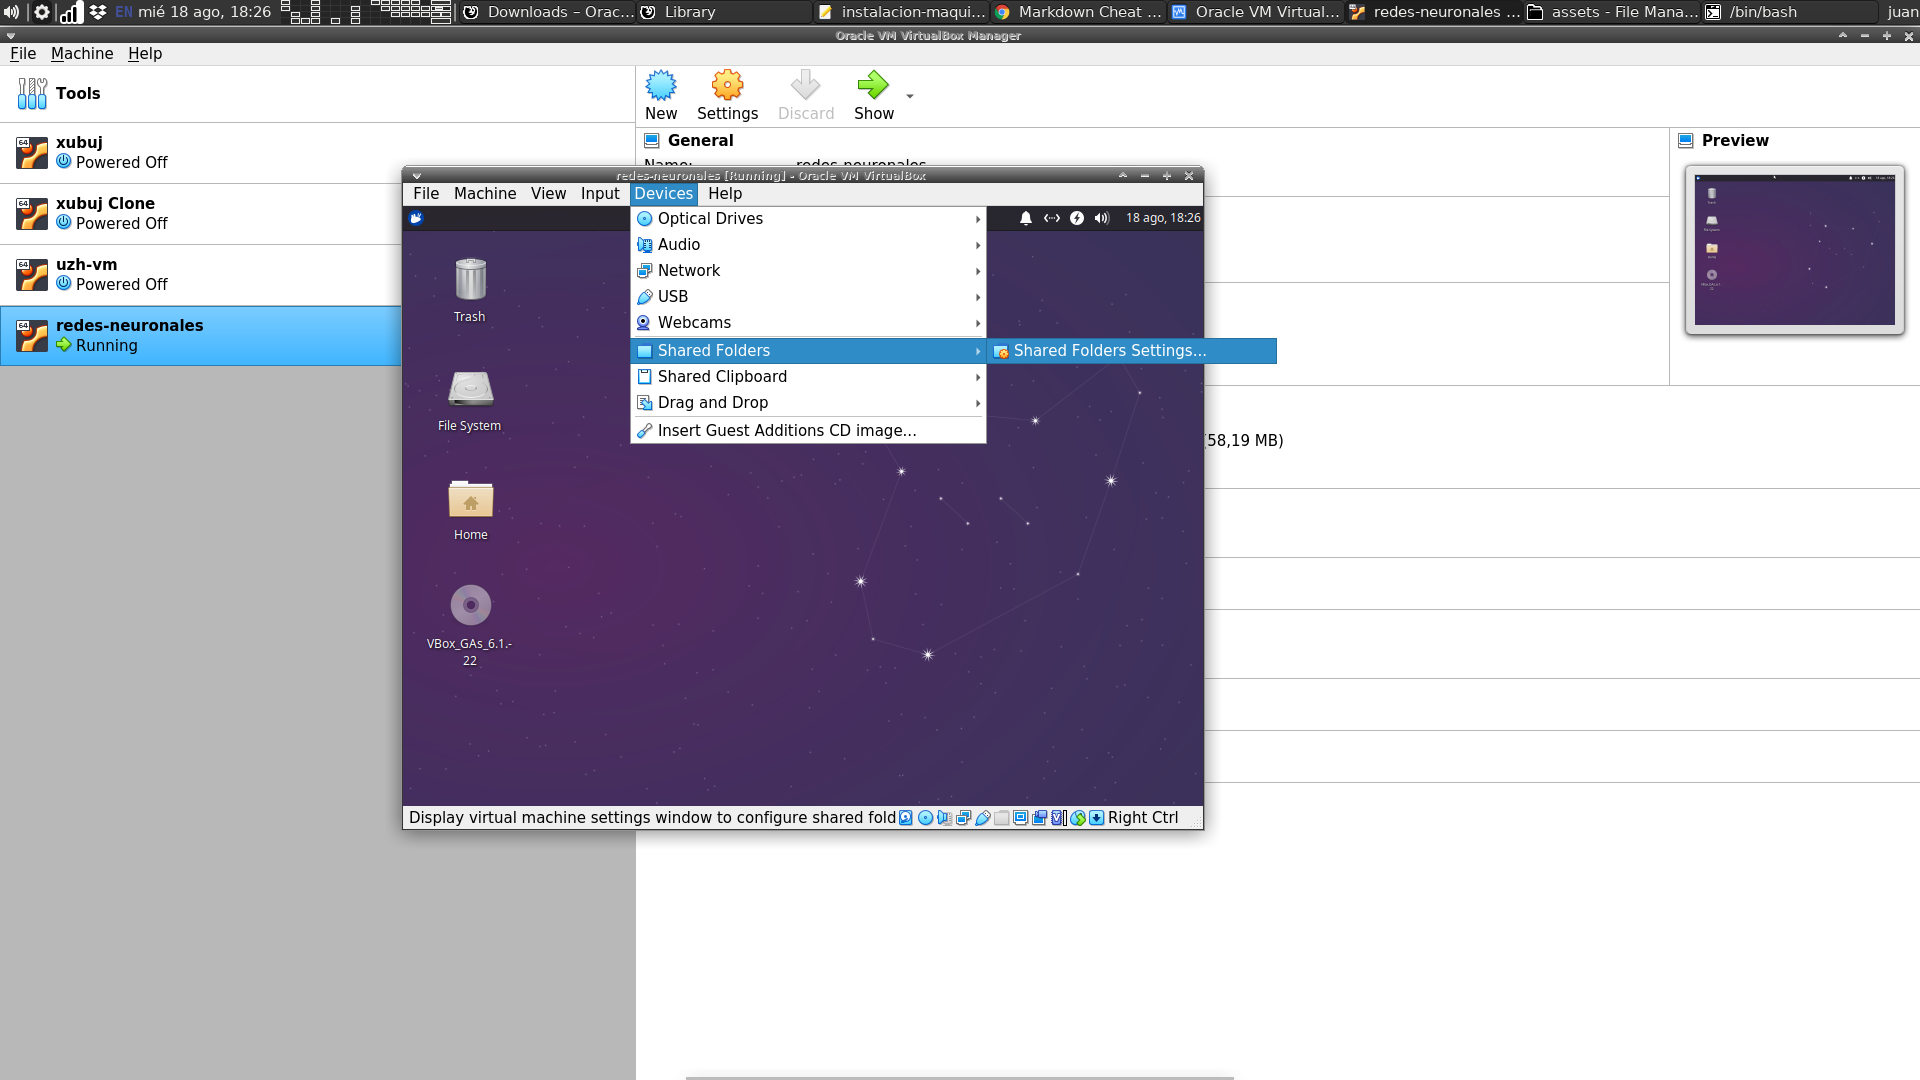 EN mié 18 ago, 18:26
Downloads – Orac...
Library
instalacion-maqui...
Markdown Cheat ...
Oracle VM Virtual...
redes-neuronales ...
assets - File Mana...
/bin/bash
juan
Oracle VM VirtualBox Manager
File Machine Help
Tools
New
Settings
Discard
Show
xubuj
Powered Off
xubuj Clone
Powered Off
uzh-vm
Powered Off
redes-neuronales
Running
General
Name: redes-neuronales
Preview
redes-neuronales [Running] - Oracle VM VirtualBox
File Machine View Input Devices Help
18 ago, 18:26
Optical Drives
Audio
Network
USB
Webcams
Shared Folders
Shared Folders Settings...
Shared Clipboard
Drag and Drop
Insert Guest Additions CD image...
Trash
File System
Home
VBox_GAs_6.1.-
22
(58,19 MB)
Display virtual machine settings window to configure shared fold
Right Ctrl